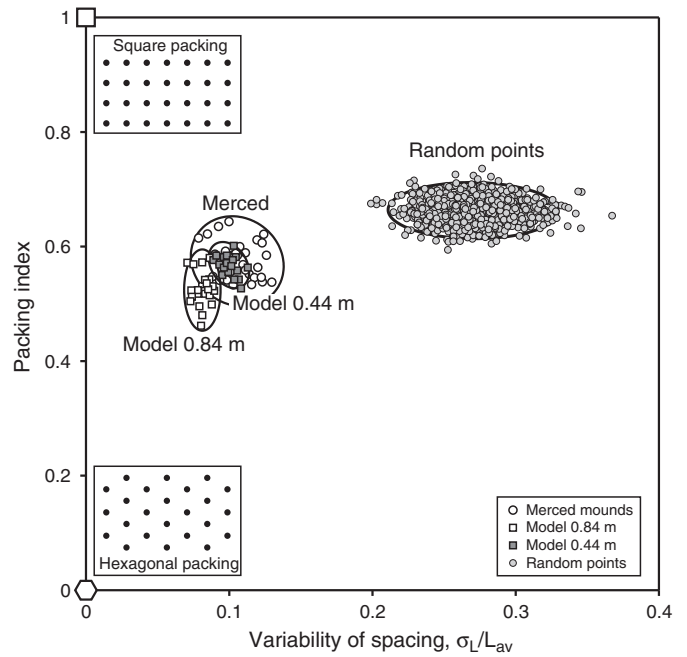 1
Square packing
0.8
Random points
Merced
0.6
Packing index
Model 0.44 m
Model 0.84 m
0.4
0.2
Hexagonal packing
Merced mounds
Model 0.84 m
Model 0.44 m
Random points
0
0 0.1 0.2 0.3 0.4
Variability of spacing, σL/Lav